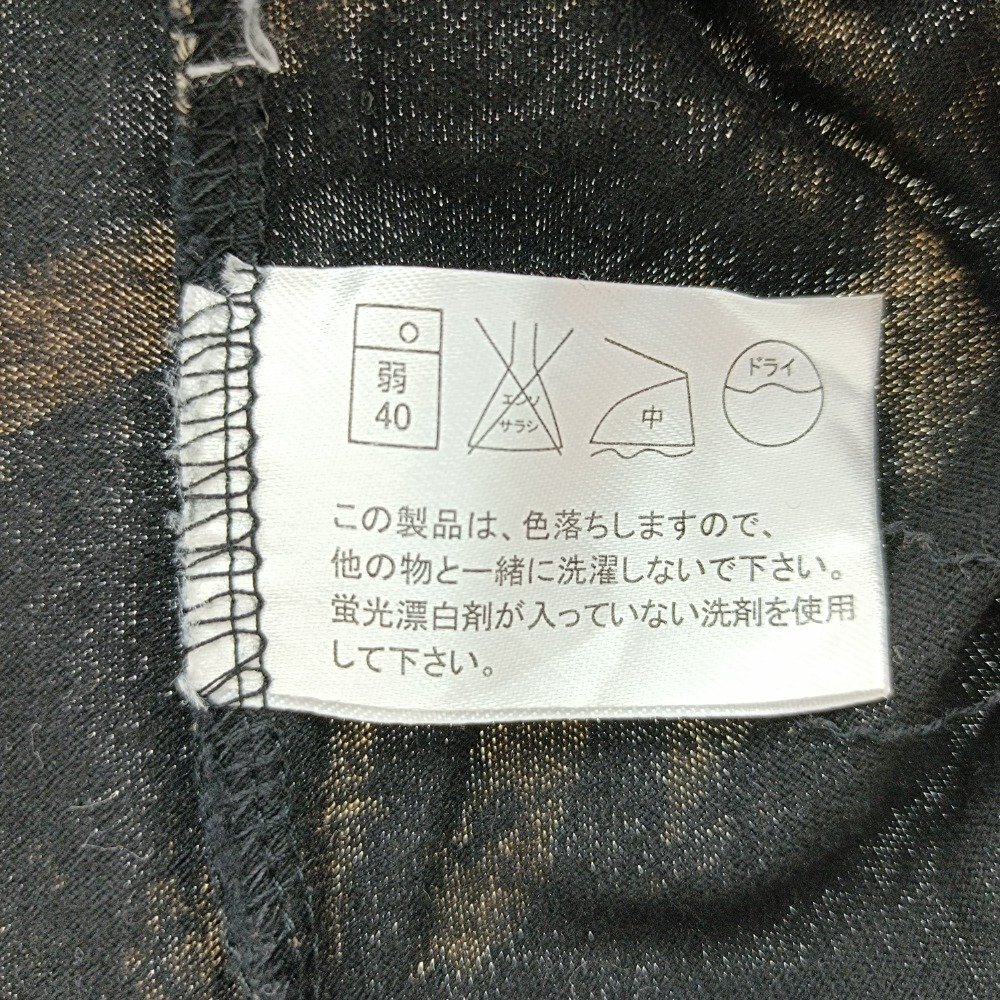 弱
40
エンソ
サラシ
中
ドライ
この製品は、色落ちしますので、
他の物と一緒に洗濯しないで下さい。
蛍光漂白剤が入っていない洗剤を使用
して下さい。